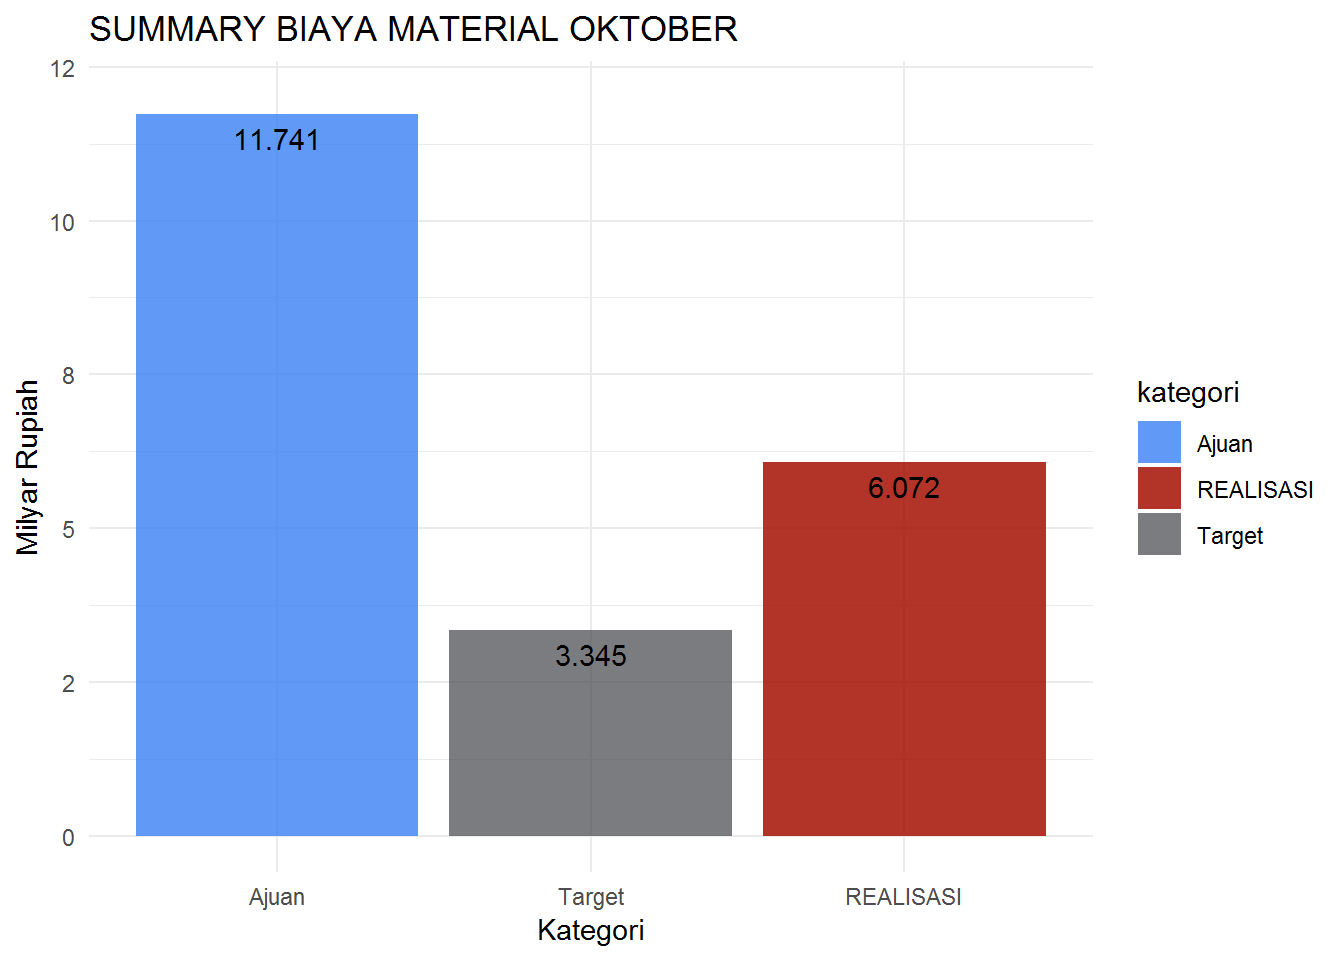 SUMMARY BIAYA MATERIAL OKTOBER
12
10
8
5
2
0
Milyar Rupiah
11.741
3.345
6.072
Ajuan
Target
REALISASI
Kategori
kategori
Ajuan
REALISASI
Target